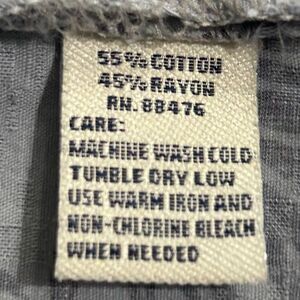 55% COTTON
45% RAYON
RN. 88476
CARE:
MACHINE WASH COLD
TUMBLE DRY LOW
USE WARM IRON AND
NON-CHLORINE BLEACH
WHEN NEEDED